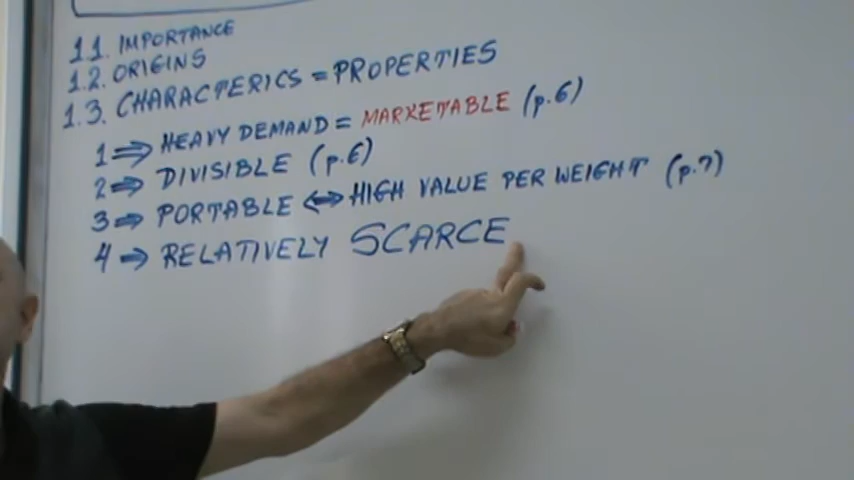 1.1. IMPORTANCE
1.2. ORIGINS
1.3. CHARACTERICS = PROPERTIES
1 ⇒ HEAVY DEMAND = MARKETABLE (p.6)
2 ⇒ DIVISIBLE (p.6)
3 ⇒ PORTABLE ⇔ HIGH VALUE PER WEIGHT (p.7)
4 ⇒ RELATIVELY SCARCE